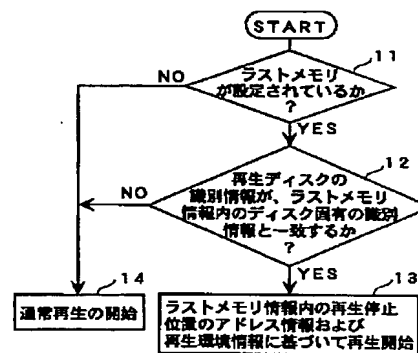 START
11
ラストメモリ
が設定されているか
?
NO
YES
12
再生ディスクの
識別情報が、ラストメモリ
情報内のディスク固有の識別
情報と一致するか
?
NO
YES
14
通常再生の開始
13
ラストメモリ情報内の再生停止
位置のアドレス情報および
再生環境情報に基づいて再生開始